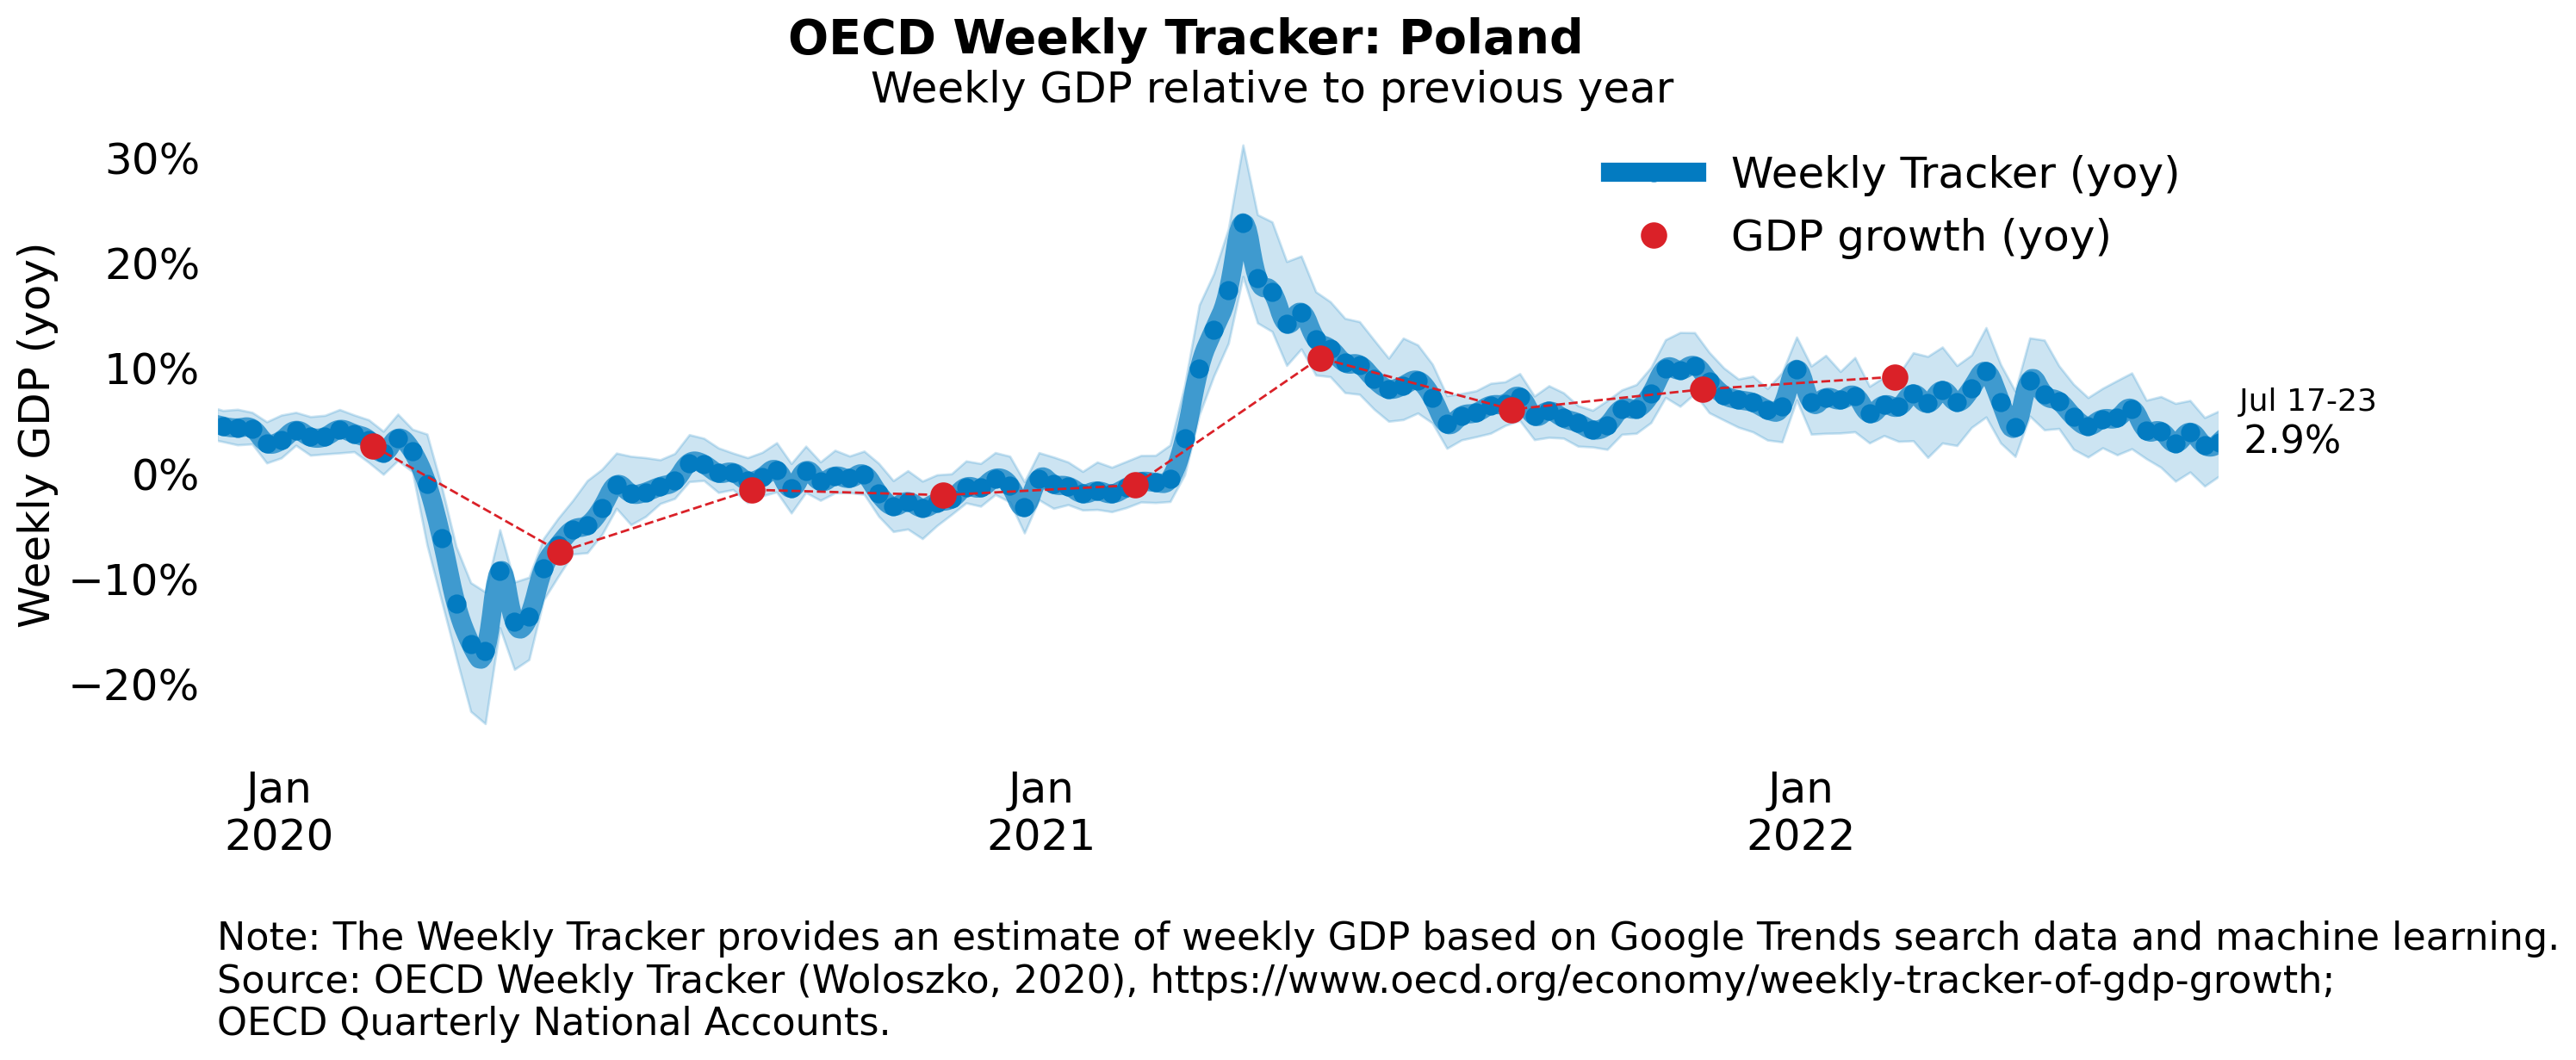 OECD Weekly Tracker: Poland
Weekly GDP relative to previous year
Weekly GDP (yoy)
30%
20%
10%
0%
−10%
−20%
Weekly Tracker (yoy)
GDP growth (yoy)
Jul 17-23
2.9%
Jan
2020
Jan
2021
Jan
2022
Note: The Weekly Tracker provides an estimate of weekly GDP based on Google Trends search data and machine learning.
Source: OECD Weekly Tracker (Woloszko, 2020), https://www.oecd.org/economy/weekly-tracker-of-gdp-growth;
OECD Quarterly National Accounts.